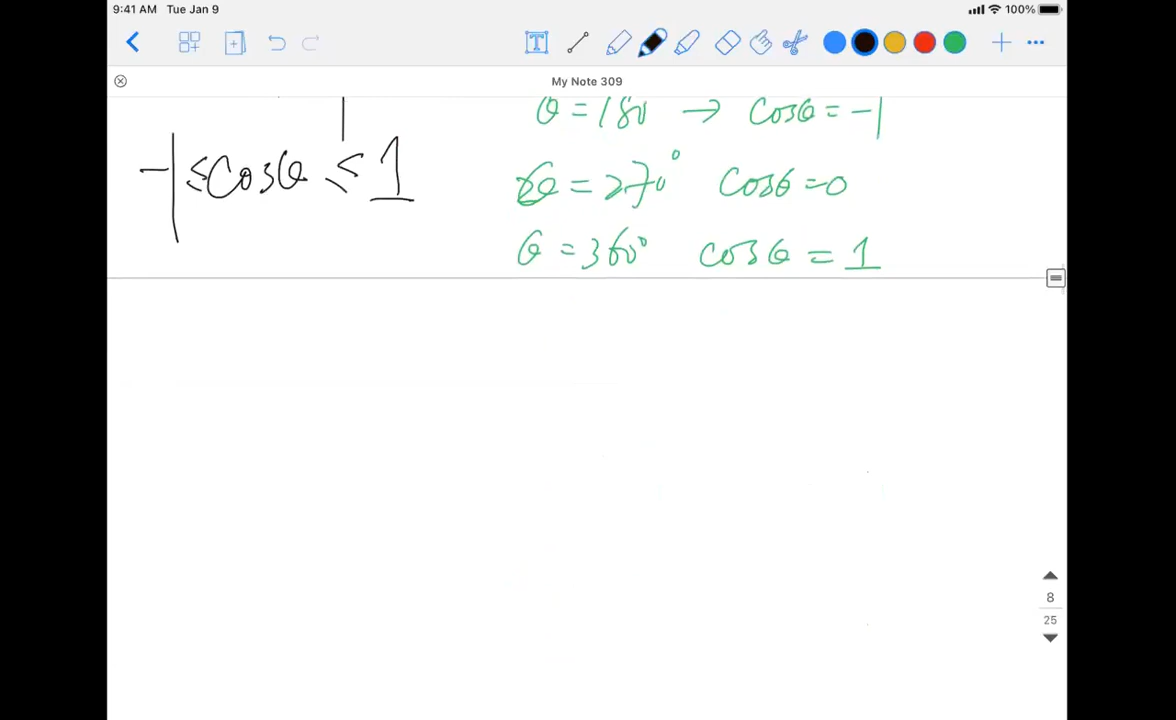 9:41 AM Tue Jan 9
100%
T
My Note 309
θ = 180 → cosθ = -1
-1 ≤ cosθ ≤ 1
θ = 270° cosθ = 0
θ = 360° cosθ = 1
8
25